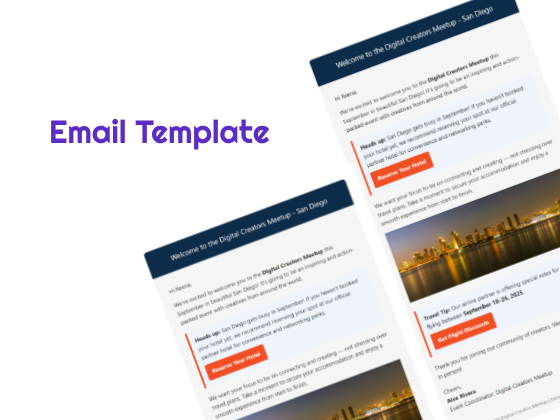 Email Template
Welcome to the Digital Creators Meetup - San Diego
Hi Reena,
We're excited to welcome you to the Digital Creators Meetup this
September in beautiful San Diego! It's going to be an inspiring and action-
packed event with creatives from around the world.
Heads up: San Diego gets busy in September! If you haven't booked
your hotel yet, we recommend reserving your spot at our official
partner hotel for convenience and networking perks.
Reserve Your Hotel
We want your focus to be on connecting and creating — not stressing over
travel plans. Take a moment to secure your accommodation and enjoy a
smooth experience from start to finish.
Welcome to the Digital Creators Meetup - San Diego
Hi Reena,
We're excited to welcome you to the Digital Creators Meetup this
September in beautiful San Diego! It's going to be an inspiring and action-
packed event with creatives from around the world.
Heads up: San Diego gets busy in September! If you haven't booked
your hotel yet, we recommend reserving your spot at our official
partner hotel for convenience and networking perks.
Reserve Your Hotel
We want your focus to be on connecting and creating — not stressing over
travel plans. Take a moment to secure your accommodation and enjoy a
smooth experience from start to finish.
Travel Tip: Our airline partner is offering special rates for
flying between September 18–25, 2025.
Get Flight Discounts
Thank you for joining our community of creators. We
in person!
Cheers,
Alex Rivera
Event Coordinator, Digital Creators Meetup